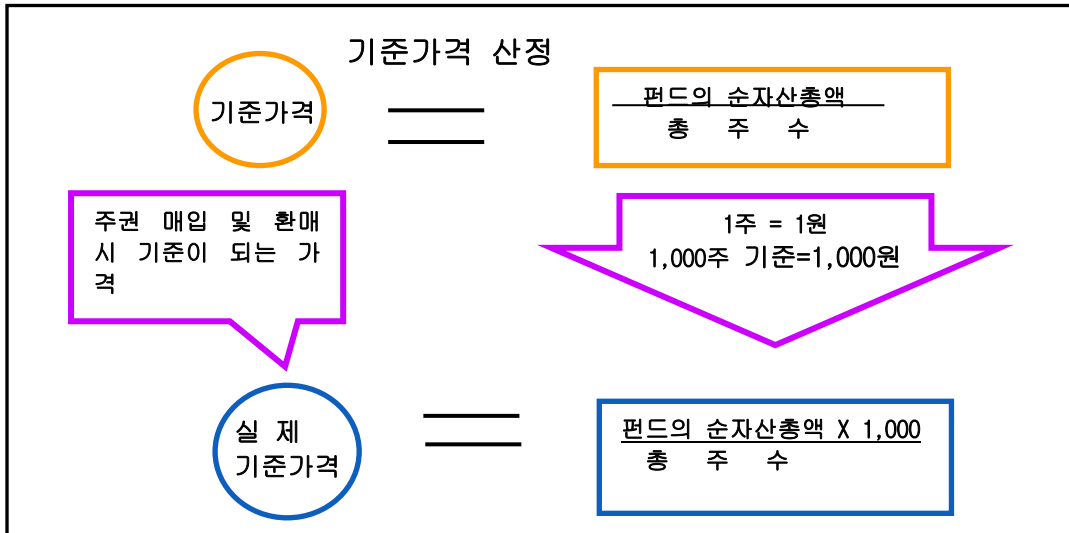 기준가격 산정
기준가격
펀드의 순자산총액
총 주 수
주권 매입 및 환매
시 기준이 되는 가
격
1주 = 1원
1,000주 기준=1,000원
실 제
기준가격
펀드의 순자산총액 X 1,000
총 주 수